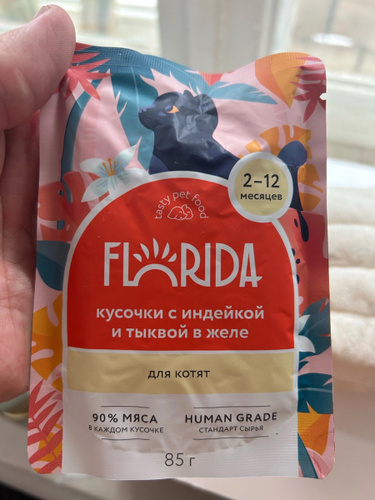 2–12
месяцев
tasty pet food
FLORIDA
кусочки с индейкой
и тыквой в желе
для котят
90% МЯСА
В КАЖДОМ КУСОЧКЕ
HUMAN GRADE
СТАНДАРТ СЫРЬЯ
85 г